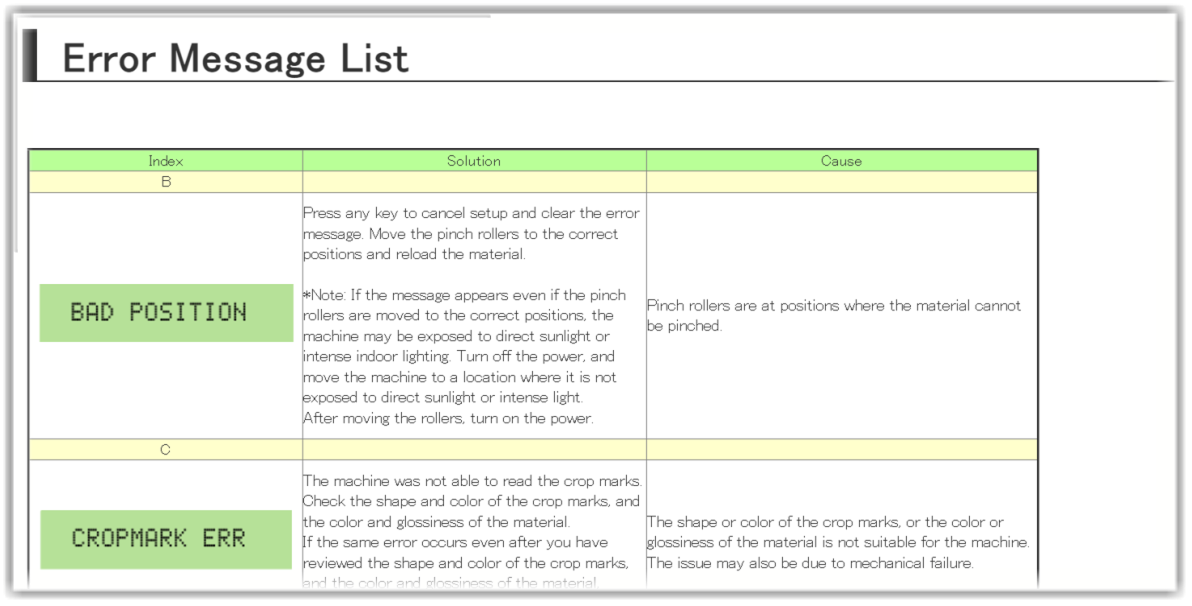 Error Message List
Index Solution Cause
B
BAD POSITION
Press any key to cancel setup and clear the error
message. Move the pinch rollers to the correct
positions and reload the material.
*Note: If the message appears even if the pinch
rollers are moved to the correct positions, the
machine may be exposed to direct sunlight or
intense indoor lighting. Turn off the power, and
move the machine to a location where it is not
exposed to direct sunlight or intense light.
After moving the rollers, turn on the power.
Pinch rollers are at positions where the material cannot
be pinched.
C
CROPMARK ERR
The machine was not able to read the crop marks.
Check the shape and color of the crop marks, and
the color and glossiness of the material.
If the same error occurs even after you have
reviewed the shape and color of the crop marks,
and the color and glossiness of the material
The shape or color of the crop marks, or the color or
glossiness of the material is not suitable for the machine.
The issue may also be due to mechanical failure.